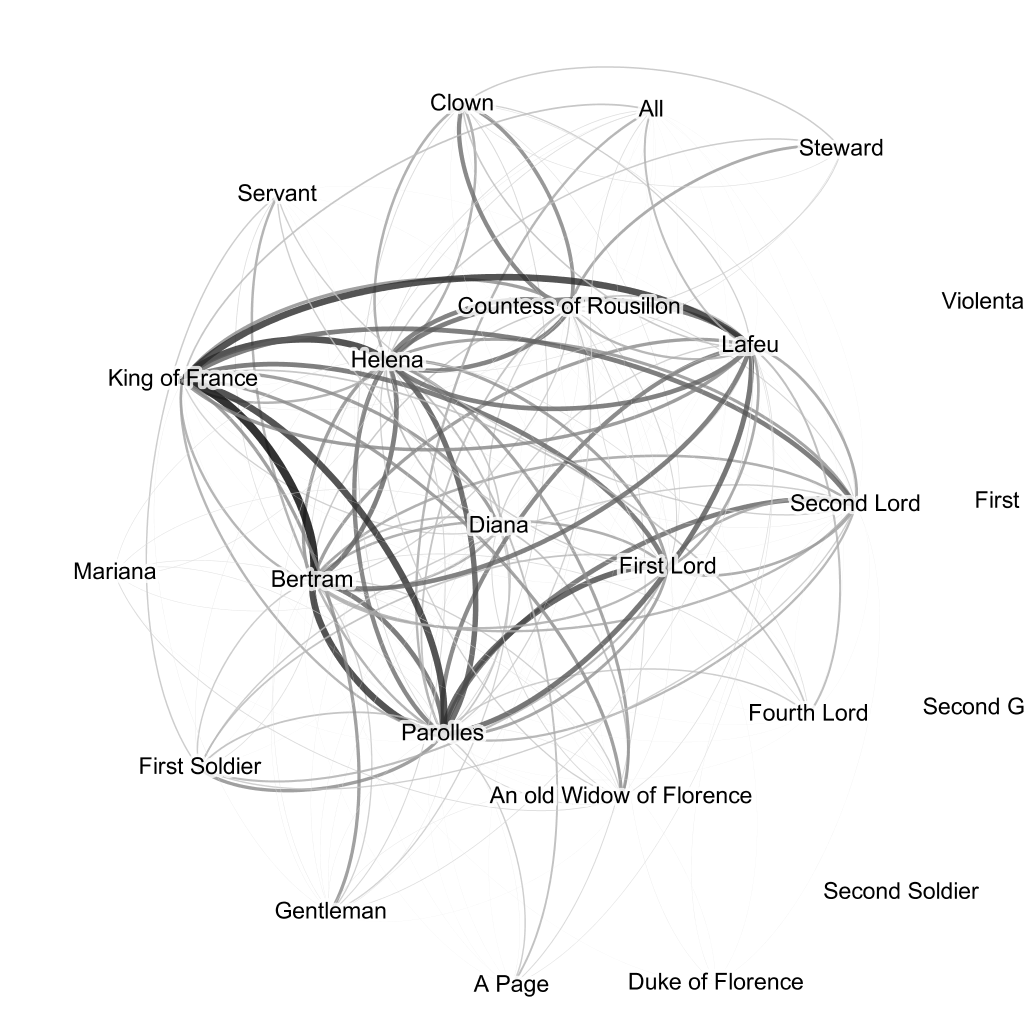 Clown
All
Steward
Servant
Violenta
Countess of Rousillon
Lafeu
Helena
King of France
Second Lord
First
Diana
First Lord
Mariana
Bertram
Second G
Fourth Lord
Parolles
First Soldier
An old Widow of Florence
Second Soldier
Gentleman
Duke of Florence
A Page